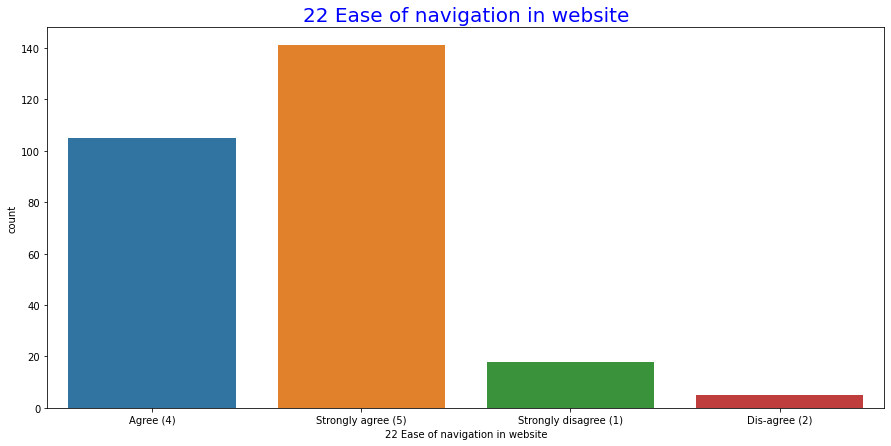 22 Ease of navigation in website
140
120
100
80
60
40
20
0
count
Agree (4)
Strongly agree (5)
Strongly disagree (1)
Dis-agree (2)
22 Ease of navigation in website